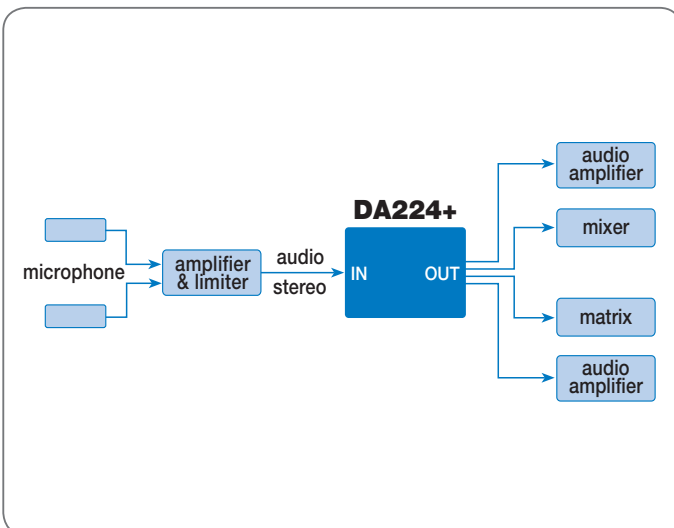 microphone
amplifier
& limiter
audio
stereo
DA224+
IN
OUT
audio
amplifier
mixer
matrix
audio
amplifier